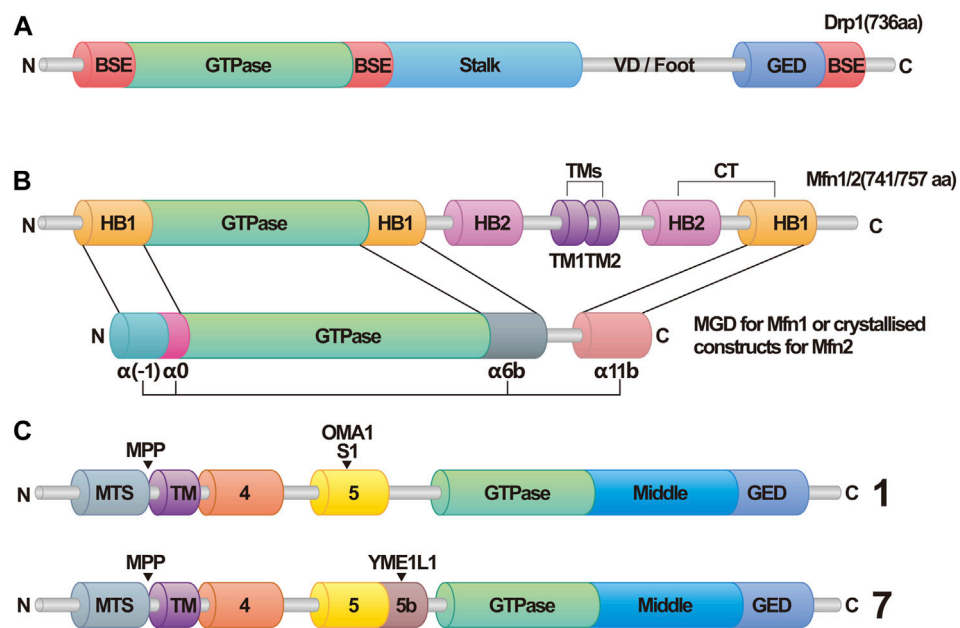 A
Drp1(736aa)
N BSE GTPase BSE Stalk VD / Foot GED BSE C
B
TMs CT Mfn1/2(741/757 aa)
N HB1 GTPase HB1 HB2 HB2 HB1 C
TM1 TM2
N GTPase C
MGD for Mfn1 or crystallised
constructs for Mfn2
α(-1) α0 α6b α11b
C
MPP OMA1
S1
N MTS TM 4 5 GTPase Middle GED C 1
MPP YME1L1
N MTS TM 4 5 5b GTPase Middle GED C 7